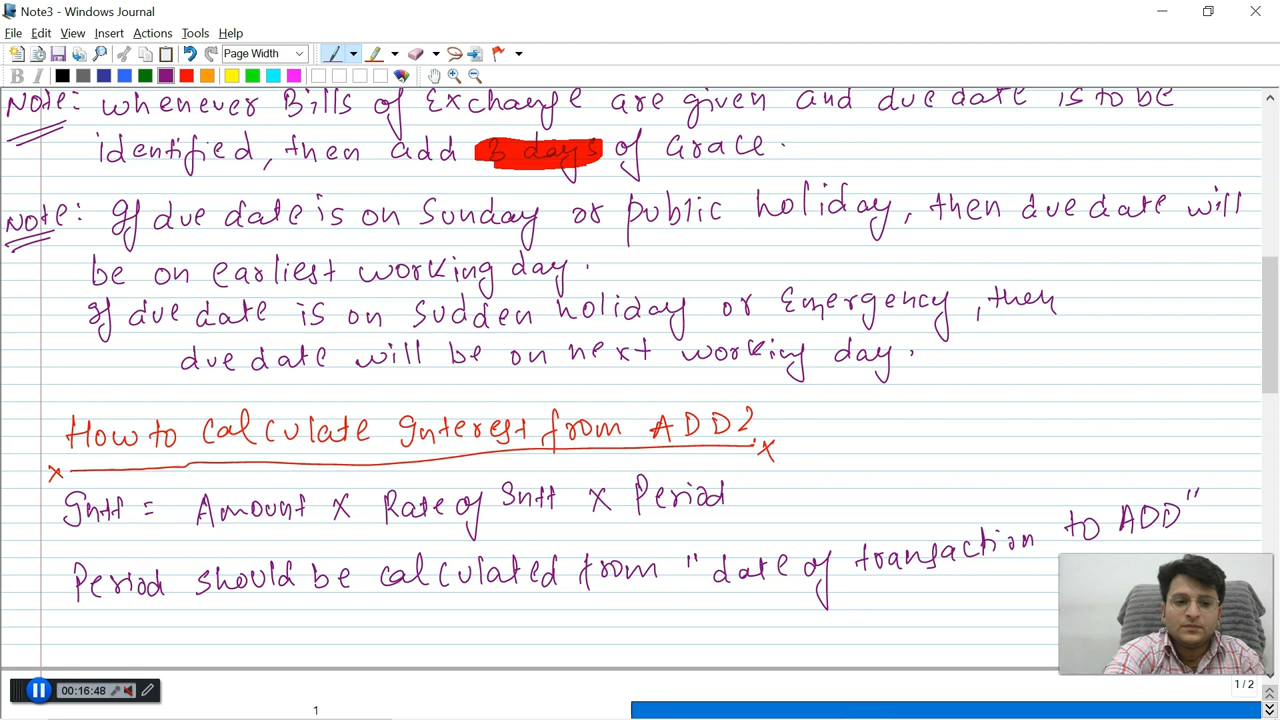 Note3 - Windows Journal
File Edit View Insert Actions Tools Help
Page Width
B I
Note: whenever Bills of Exchange are given and due date is to be
identified, then add 3 days of Grace.
Note: If due date is on Sunday or public holiday, then due date will
be on earliest working day.
If due date is on Sudden holiday or Emergency, then
due date will be on next working day.
How to calculate Interest from ADD?
Intt = Amount x Rate of Intt x Period
Period should be calculated from "date of transaction to ADD"
00:16:48
1/2
1